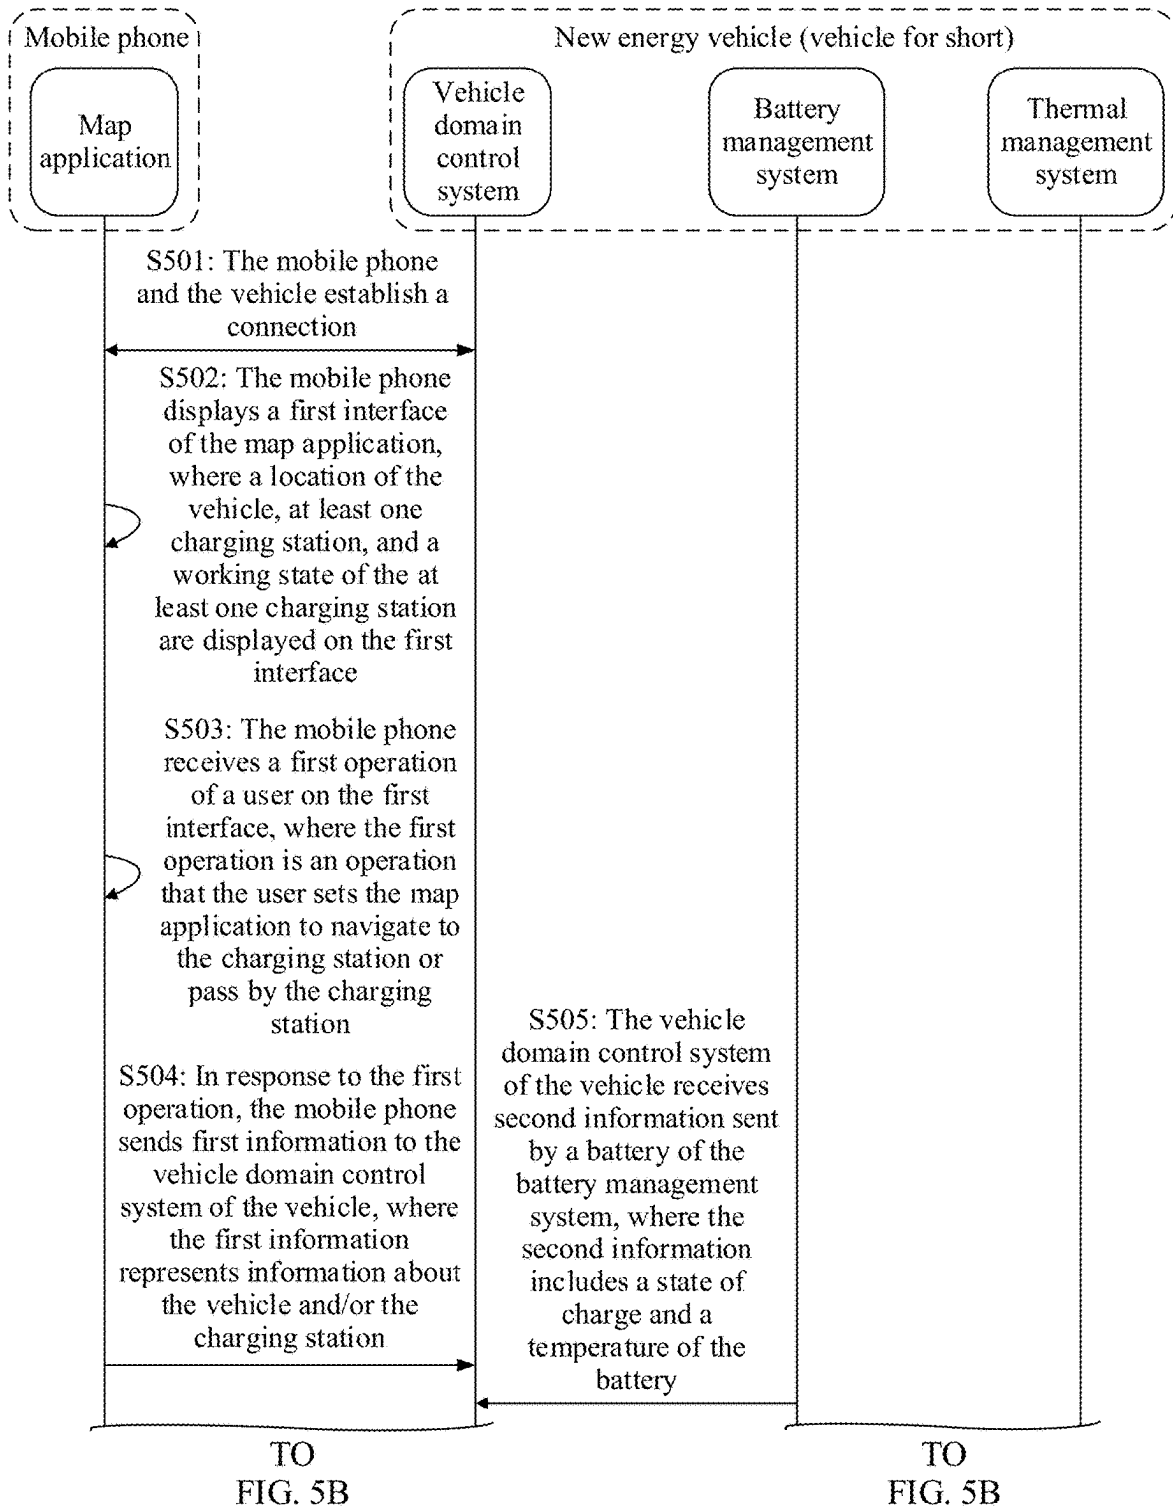 Mobile phone
New energy vehicle (vehicle for short)
Map
application
Vehicle
domain
control
system
Battery
management
system
Thermal
management
system
S501: The mobile phone
and the vehicle establish a
connection
S502: The mobile phone
displays a first interface
of the map application,
where a location of the
vehicle, at least one
charging station, and a
working state of the at
least one charging station
are displayed on the first
interface
S503: The mobile phone
receives a first operation
of a user on the first
interface, where the first
operation is an operation
that the user sets the map
application to navigate to
the charging station or
pass by the charging
station
S504: In response to the first
operation, the mobile phone
sends first information to the
vehicle domain control
system of the vehicle, where
the first information
represents information about
the vehicle and/or the
charging station
S505: The vehicle
domain control system
of the vehicle receives
second information sent
by a battery of the
battery management
system, where the
second information
includes a state of
charge and a
temperature of the
battery
TO
FIG. 5B
TO
FIG. 5B